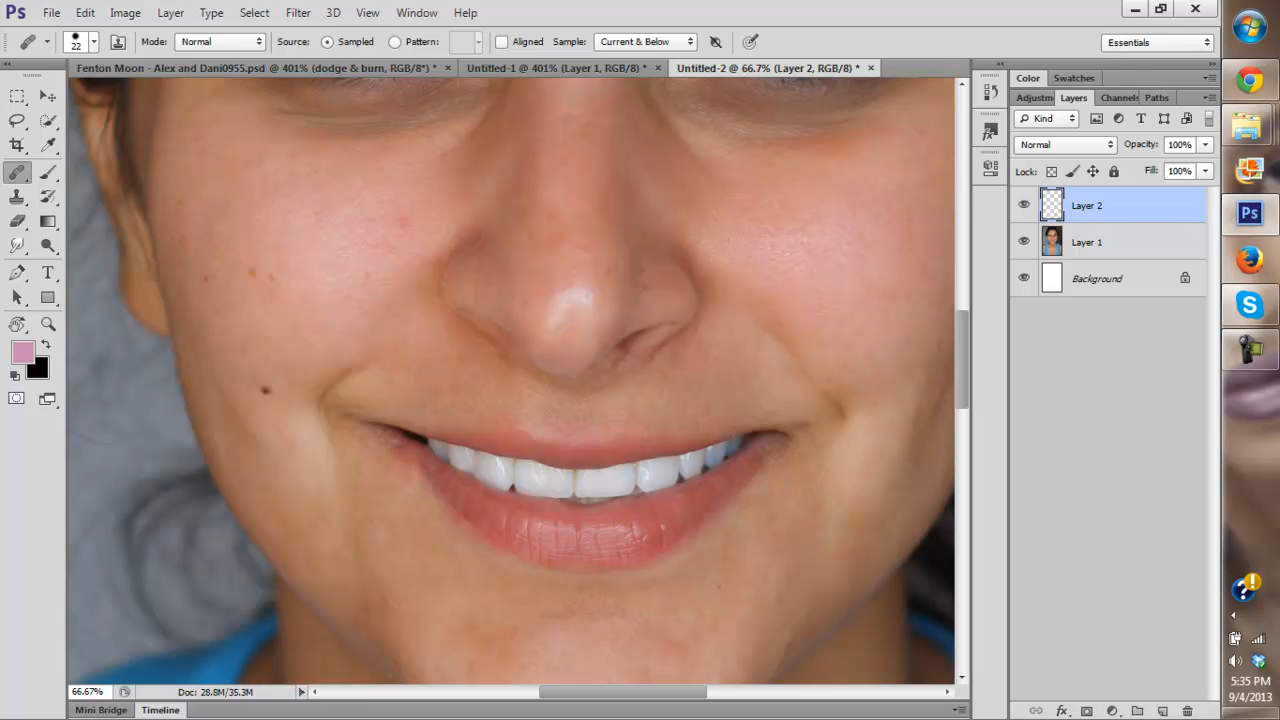 Ps File Edit Image Layer Type Select Filter 3D View Window Help
22 Mode: Normal Source: Sampled Pattern: Aligned Sample: Current & Below Essentials
Fenton Moon - Alex and Dani0955.psd @ 401% (dodge & burn, RGB/8*) * × Untitled-1 @ 401% (Layer 1, RGB/8) * × Untitled-2 @ 66.7% (Layer 2, RGB/8) * ×
Color Swatches
Adjustm Layers Channels Paths
Kind
Normal Opacity: 100%
Lock: Fill: 100%
Layer 2
Layer 1
Background
66.67% Doc: 28.8M/35.3M
Mini Bridge Timeline
Ps
5:35 PM
9/4/2013